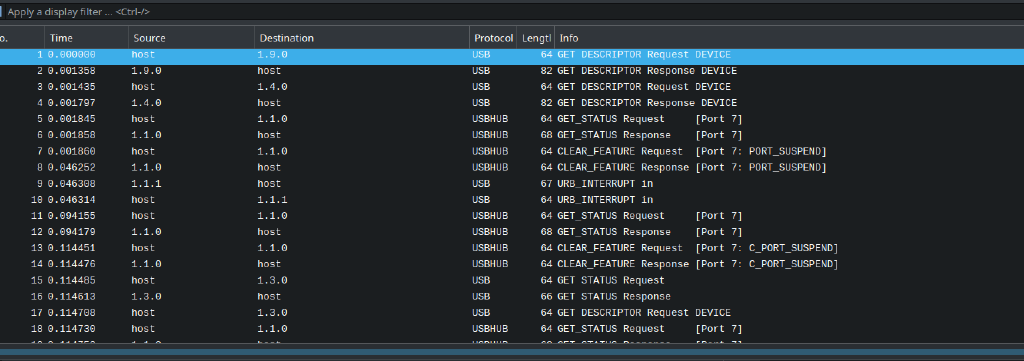 Apply a display filter ... <Ctrl-/>
o. Time Source Destination Protocol Lengtl Info
1 0.000000 host 1.9.0 USB 64 GET DESCRIPTOR Request DEVICE
2 0.001358 1.9.0 host USB 82 GET DESCRIPTOR Response DEVICE
3 0.001435 host 1.4.0 USB 64 GET DESCRIPTOR Request DEVICE
4 0.001797 1.4.0 host USB 82 GET DESCRIPTOR Response DEVICE
5 0.001845 host 1.1.0 USBHUB 64 GET_STATUS Request [Port 7]
6 0.001858 1.1.0 host USBHUB 68 GET_STATUS Response [Port 7]
7 0.001860 host 1.1.0 USBHUB 64 CLEAR_FEATURE Request [Port 7: PORT_SUSPEND]
8 0.046252 1.1.0 host USBHUB 64 CLEAR_FEATURE Response [Port 7: PORT_SUSPEND]
9 0.046308 1.1.1 host USB 67 URB_INTERRUPT in
10 0.046314 host 1.1.1 USB 64 URB_INTERRUPT in
11 0.094155 host 1.1.0 USBHUB 64 GET_STATUS Request [Port 7]
12 0.094179 1.1.0 host USBHUB 68 GET_STATUS Response [Port 7]
13 0.114451 host 1.1.0 USBHUB 64 CLEAR_FEATURE Request [Port 7: C_PORT_SUSPEND]
14 0.114476 1.1.0 host USBHUB 64 CLEAR_FEATURE Response [Port 7: C_PORT_SUSPEND]
15 0.114485 host 1.3.0 USB 64 GET STATUS Request
16 0.114613 1.3.0 host USB 66 GET STATUS Response
17 0.114708 host 1.3.0 USB 64 GET DESCRIPTOR Request DEVICE
18 0.114730 host 1.1.0 USBHUB 64 GET_STATUS Request [Port 7]